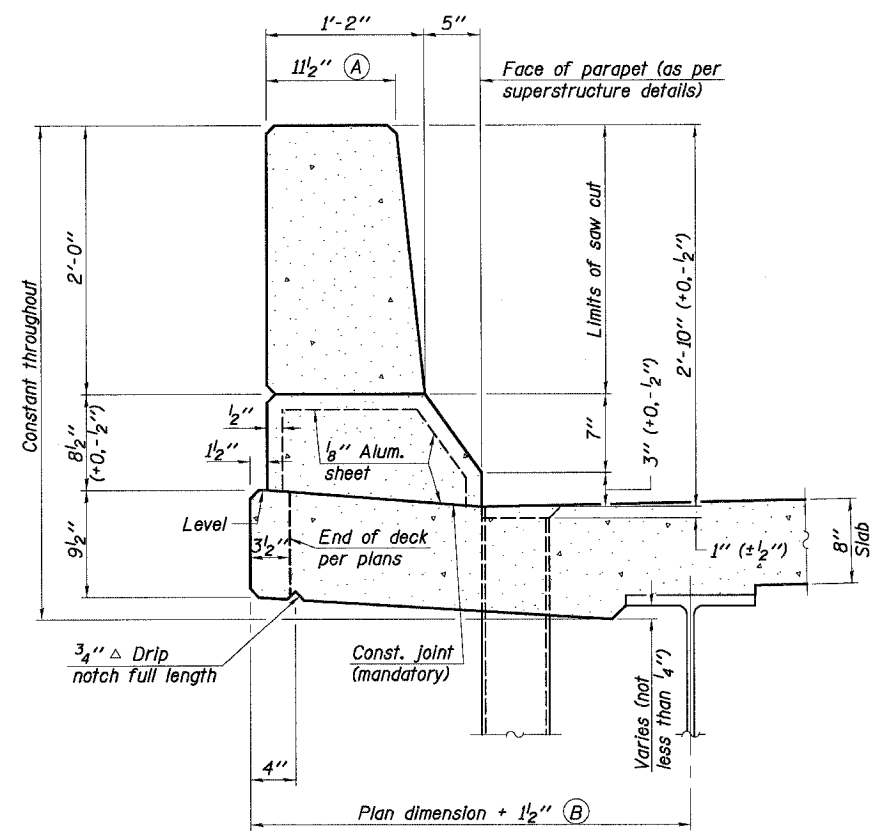 1'-2"
5"
11½" Ⓐ
Face of parapet (as per
superstructure details)
Constant throughout
2'-0"
Limits of saw cut
2'-10" (+0,-½")
8½"
(+0,-½")
½"
1½"
⅛" Alum.
sheet
7"
3" (+0,-½")
Level
9½"
3½"
End of deck
per plans
1" (±½")
8"
Slab
¾" △ Drip
notch full length
Const. joint
(mandatory)
Varies (not
less than ¼")
4"
Plan dimension + 1½" Ⓑ